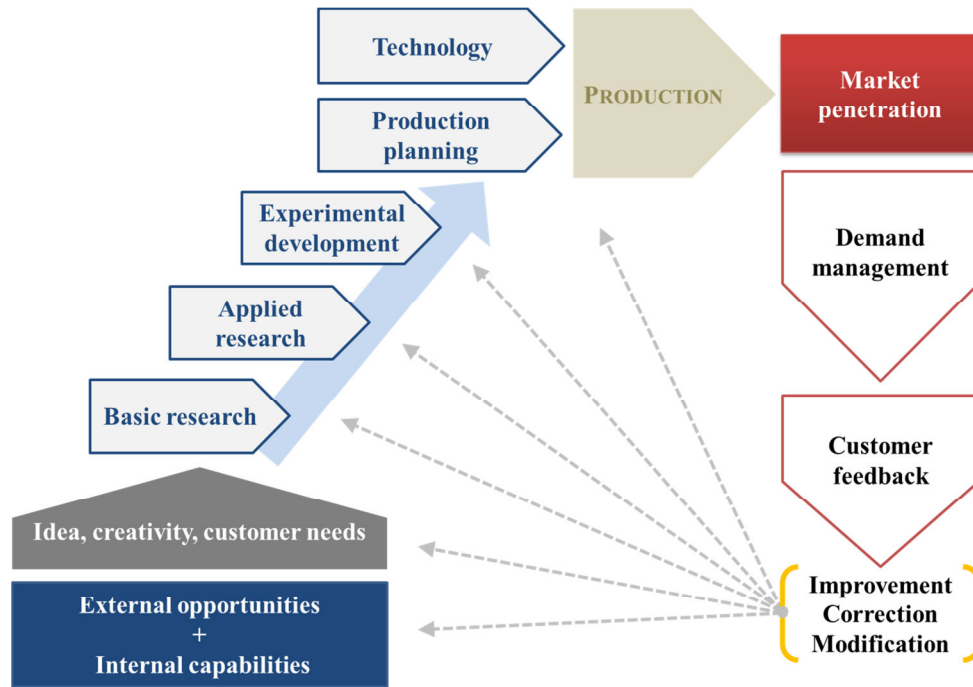 Technology
PRODUCTION
Market
penetration
Production
planning
Experimental
development
Demand
management
Applied
research
Basic research
Customer
feedback
Idea, creativity, customer needs
External opportunities
+
Internal capabilities
Improvement
Correction
Modification